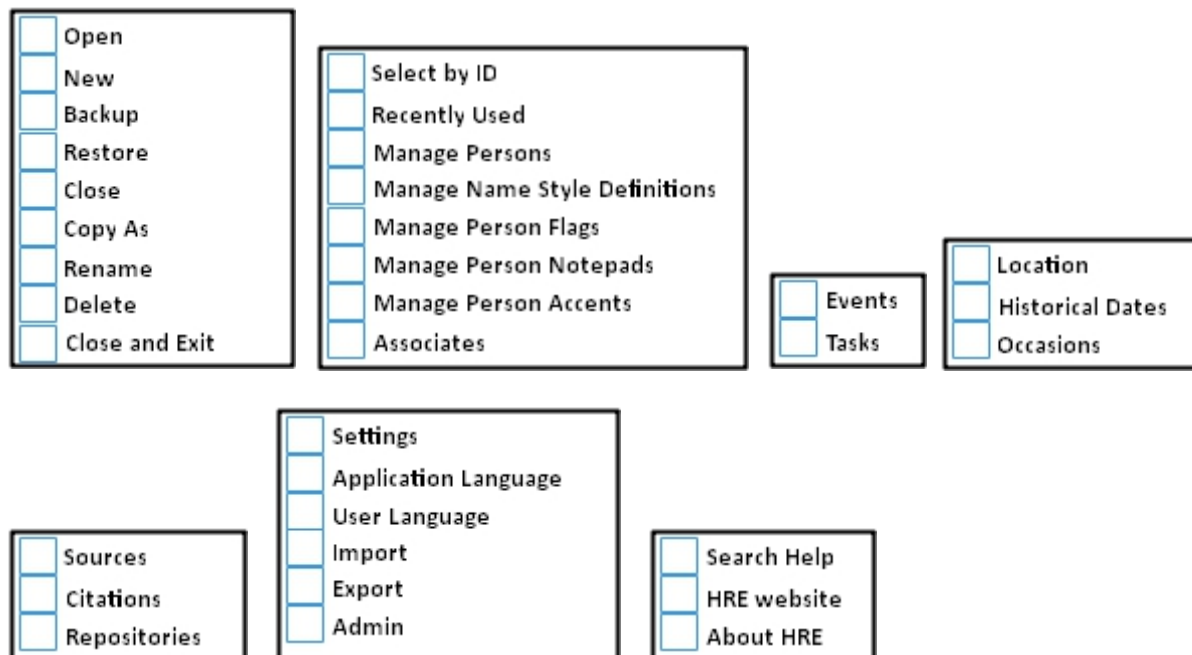 Open
New
Backup
Restore
Close
Copy As
Rename
Delete
Close and Exit
Select by ID
Recently Used
Manage Persons
Manage Name Style Definitions
Manage Person Flags
Manage Person Notepads
Manage Person Accents
Associates
Events
Tasks
Location
Historical Dates
Occasions
Sources
Citations
Repositories
Settings
Application Language
User Language
Import
Export
Admin
Search Help
HRE website
About HRE